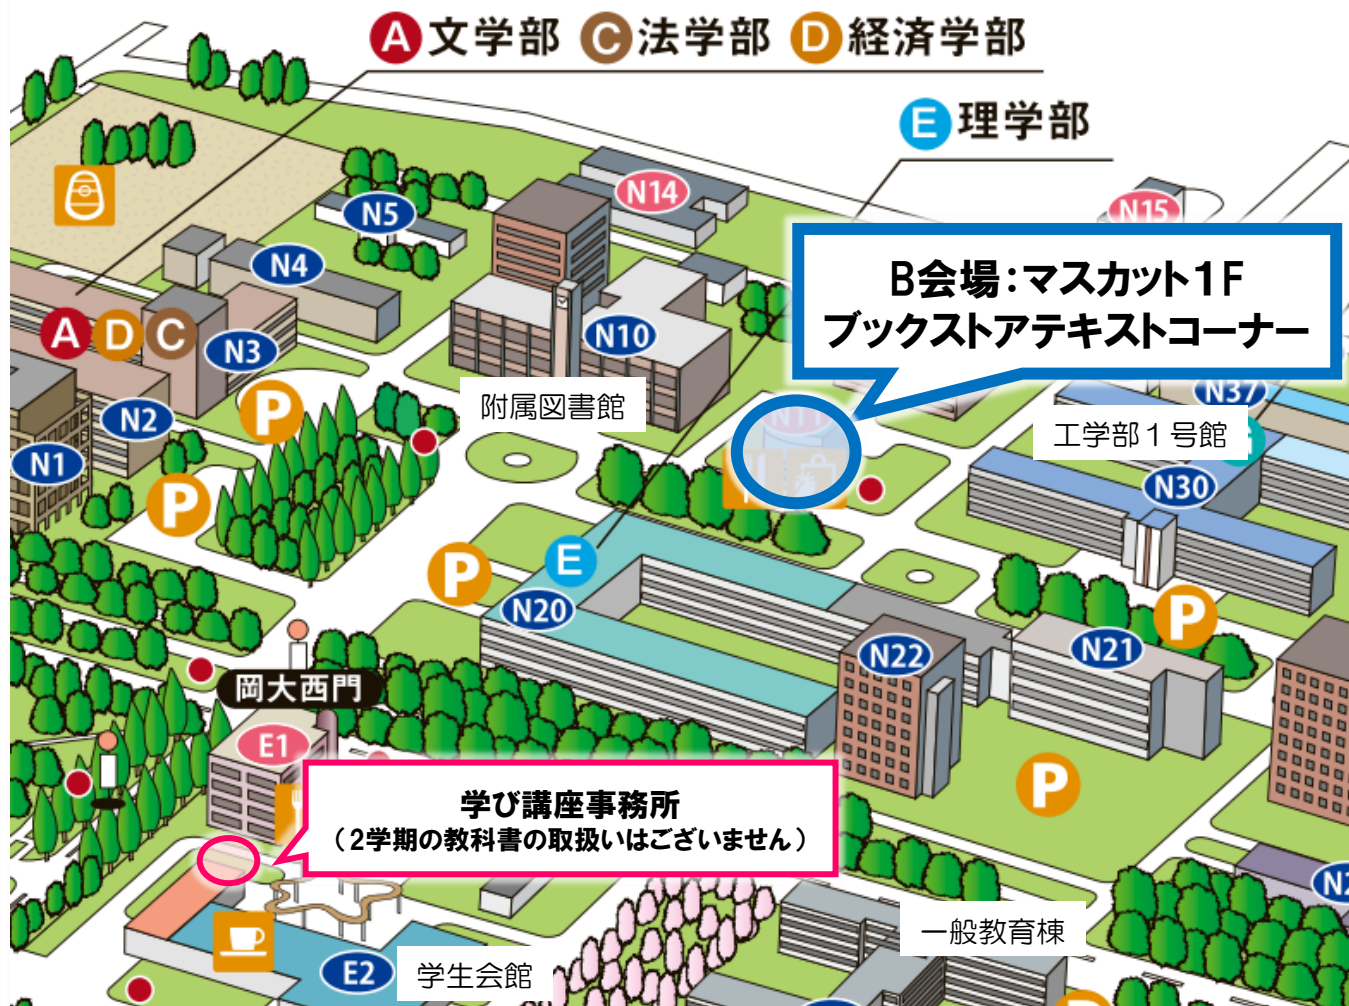 A 文学部 C 法学部 D 経済学部
E 理学部
N14
N15
N5
N4
B会場：マスカット１F
ブックストアテキストコーナー
A D C
N3
N10
N37
P
附属図書館
N11
工学部１号館
N2
N1
P
N30
P
E
N20
P
N22
N21
岡大西門
E1
P
学び講座事務所
（2学期の教科書の取扱いはございません）
一般教育棟
E2
学生会館